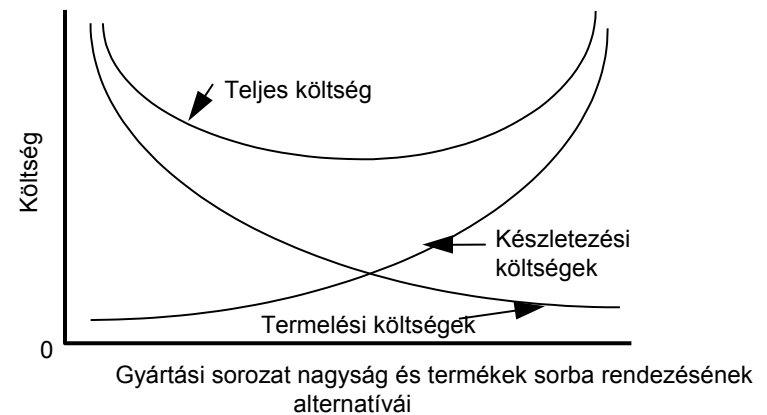 Teljes költség
Költség
Készletezési
költségek
Termelési költségek
0
Gyártási sorozat nagyság és termékek sorba rendezésének
alternatívái